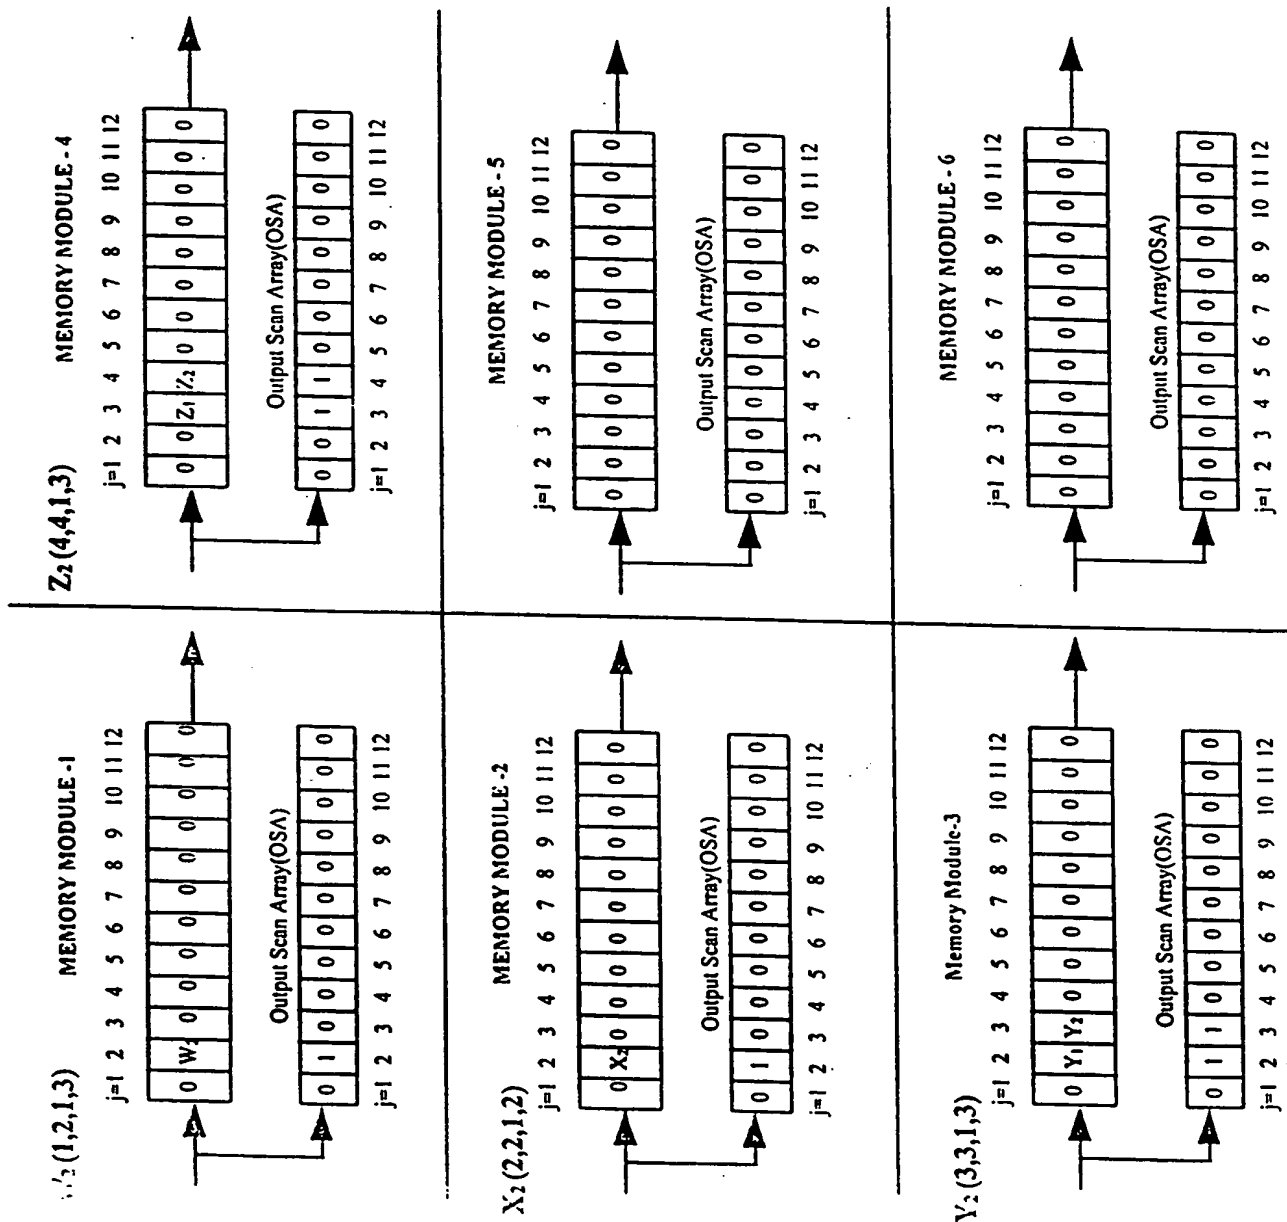 (1,2,1,3)
MEMORY MODULE -1
j=1 2 3 4 5 6 7 8 9 10 11 12
0 W₂ 0 0 0 0 0 0 0 0 0 0
Output Scan Array(OSA)
0 1 0 0 0 0 0 0 0 0 0 0
j=1 2 3 4 5 6 7 8 9 10 11 12
Z₂ (4,4,1,3)
MEMORY MODULE - 4
j=1 2 3 4 5 6 7 8 9 10 11 12
0 0 Z₁ Z₂ 0 0 0 0 0 0 0 0
Output Scan Array(OSA)
0 0 1 1 0 0 0 0 0 0 0 0
j=1 2 3 4 5 6 7 8 9 10 11 12
X₂ (2,2,1,2)
MEMORY MODULE -2
j=1 2 3 4 5 6 7 8 9 10 11 12
0 X₂ 0 0 0 0 0 0 0 0 0 0
Output Scan Array(OSA)
0 1 0 0 0 0 0 0 0 0 0 0
j=1 2 3 4 5 6 7 8 9 10 11 12
MEMORY MODULE - 5
j=1 2 3 4 5 6 7 8 9 10 11 12
0 0 0 0 0 0 0 0 0 0 0 0
Output Scan Array(OSA)
0 0 0 0 0 0 0 0 0 0 0 0
j=1 2 3 4 5 6 7 8 9 10 11 12
Y₂ (3,3,1,3)
Memory Module-3
j=1 2 3 4 5 6 7 8 9 10 11 12
0 Y₁ Y₂ 0 0 0 0 0 0 0 0 0
Output Scan Array(OSA)
0 1 1 0 0 0 0 0 0 0 0 0
j=1 2 3 4 5 6 7 8 9 10 11 12
MEMORY MODULE - 6
j=1 2 3 4 5 6 7 8 9 10 11 12
0 0 0 0 0 0 0 0 0 0 0 0
Output Scan Array(OSA)
0 0 0 0 0 0 0 0 0 0 0 0
j=1 2 3 4 5 6 7 8 9 10 11 12